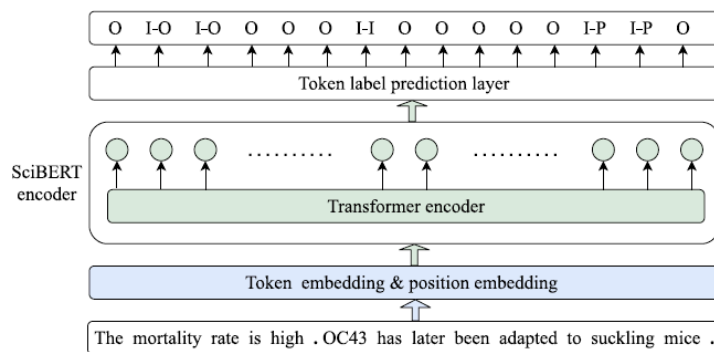 O I-O I-O O O O I-I O O O O O I-P I-P O
Token label prediction layer
SciBERT
encoder
Transformer encoder
Token embedding & position embedding
The mortality rate is high . OC43 has later been adapted to suckling mice .